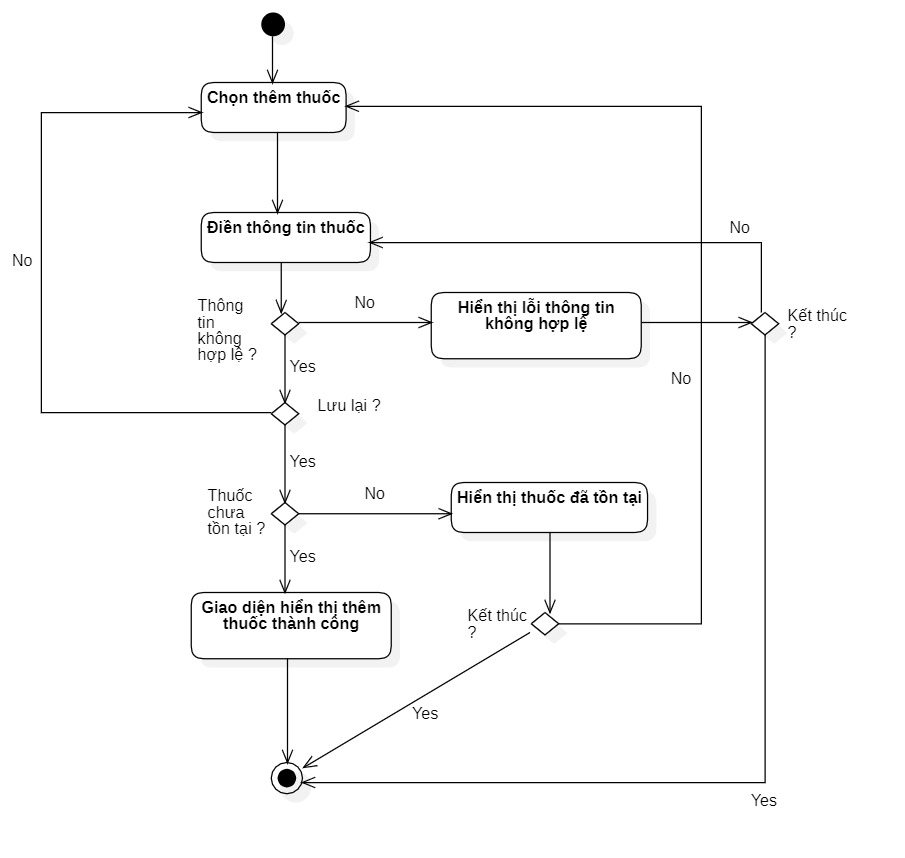 Chọn thêm thuốc
Điền thông tin thuốc
No
No
Thông
tin
không
hợp lệ ?
No
Hiển thị lỗi thông tin
không hợp lệ
Kết thúc
?
Yes
No
Lưu lại ?
Yes
Thuốc
chưa
tồn tại ?
No
Hiển thị thuốc đã tồn tại
Yes
Giao diện hiển thị thêm
thuốc thành công
Kết thúc
?
Yes
Yes